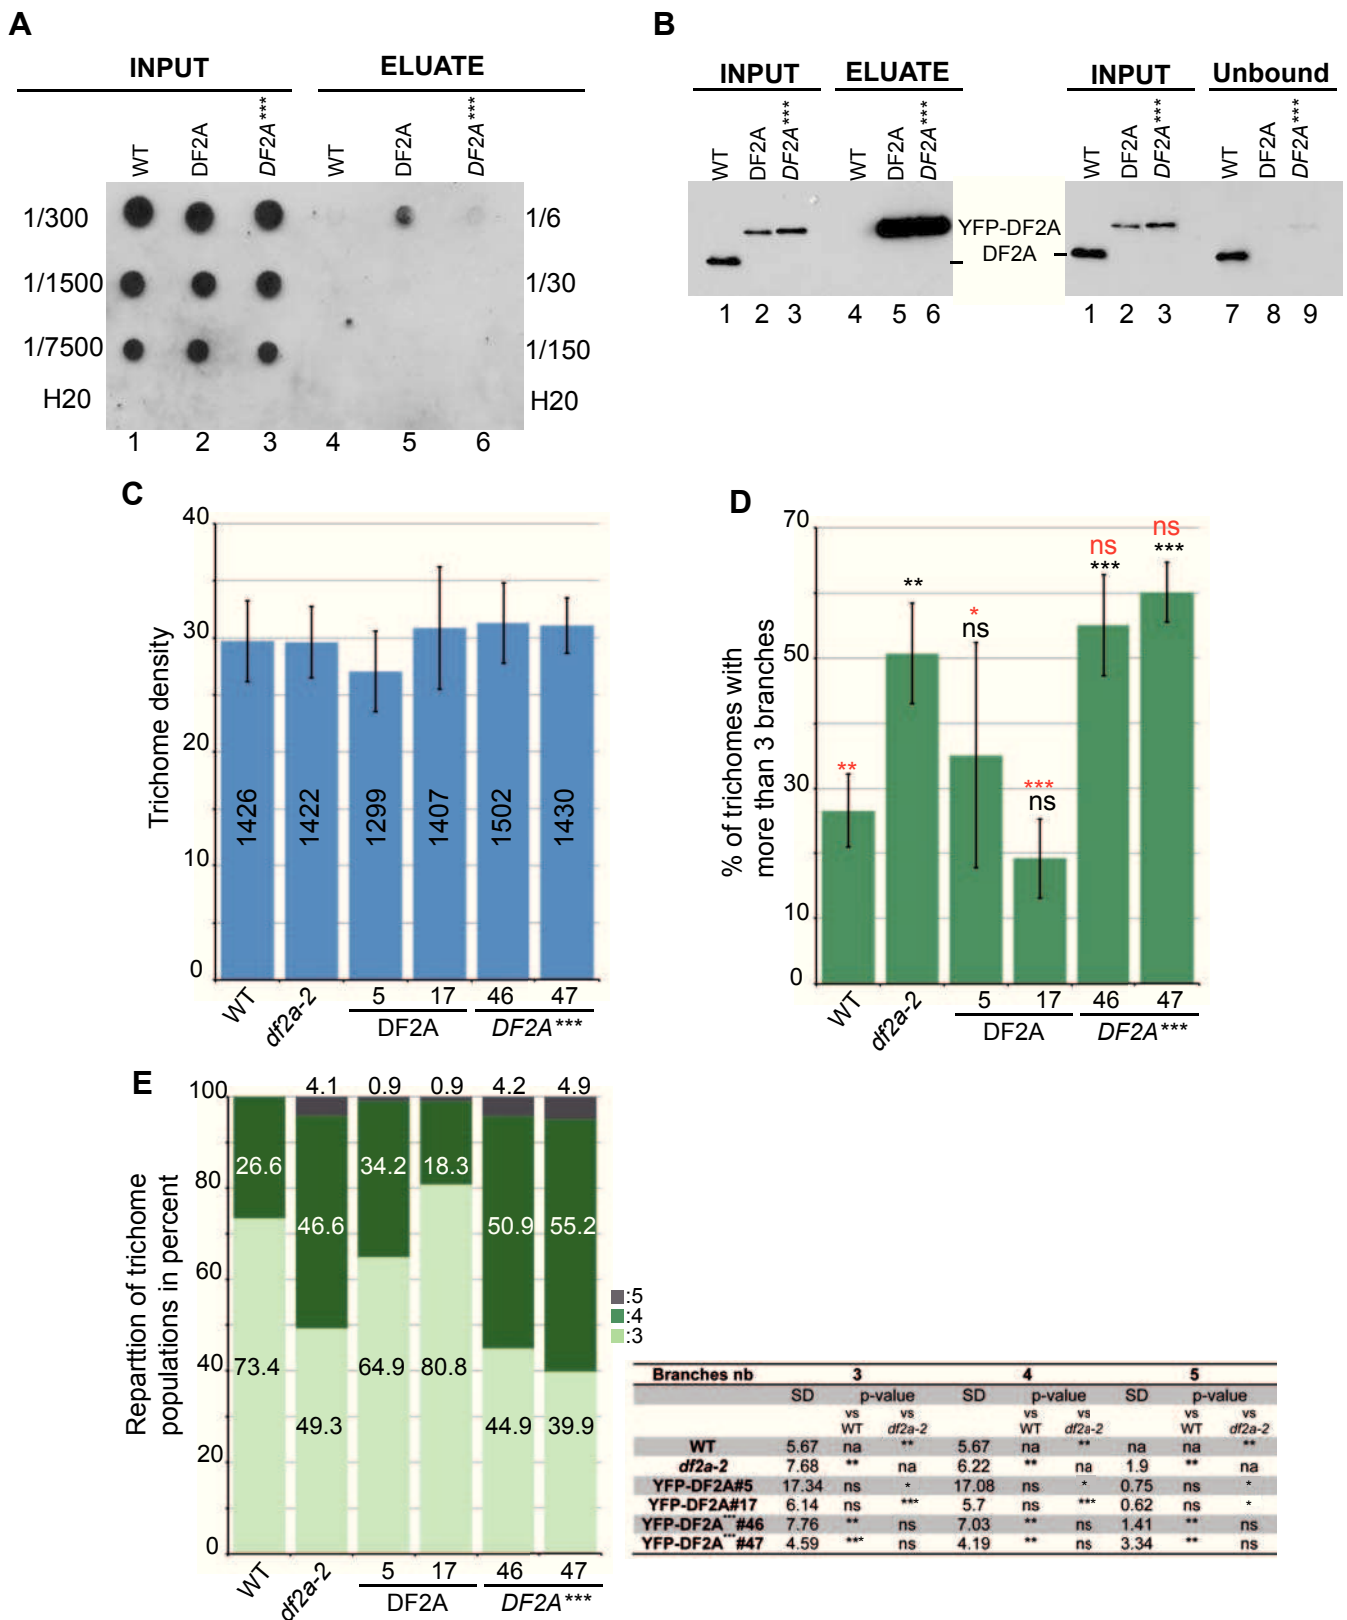 A
INPUT ELUATE
WT DF2A DF2A*** WT DF2A DF2A***
1/300 1/6
1/1500 1/30
1/7500 1/150
H20 H20
1 2 3 4 5 6
B
INPUT ELUATE INPUT Unbound
WT DF2A DF2A*** WT DF2A DF2A*** WT DF2A DF2A*** WT DF2A DF2A***
YFP-DF2A
DF2A
1 2 3 4 5 6 1 2 3 7 8 9
C
Trichome density
40
30
20
10
0
1426 1422 1299 1407 1502 1430
WT df2a-2 5 17 46 47
DF2A DF2A***
D
% of trichomes with
more than 3 branches
70
50
30
10
0
** ** * ns *** ns ns *** ns ***
WT df2a-2 5 17 46 47
DF2A DF2A***
E
Repartion of trichome
populations in percent
100
80
60
40
20
0
4.1 0.9 0.9 4.2 4.9
26.6 46.6 34.2 18.3 50.9 55.2
73.4 49.3 64.9 80.8 44.9 39.9
WT df2a-2 5 17 46 47
DF2A DF2A***
:5
:4
:3
Branches nb 3 4 5
SD p-value SD p-value SD p-value
vs WT vs df2a-2 vs WT vs df2a-2 vs WT vs df2a-2
WT 5.67 na ** 5.67 na ** na na **
df2a-2 7.68 ** na 6.22 ** na 1.9 ** na
YFP-DF2A#5 17.34 ns * 17.08 ns * 0.75 ns *
YFP-DF2A#17 6.14 ns *** 5.7 ns *** 0.62 ns *
YFP-DF2A***#46 7.76 ** ns 7.03 ** ns 1.41 ** ns
YFP-DF2A***#47 4.59 *** ns 4.19 ** ns 3.34 ** ns